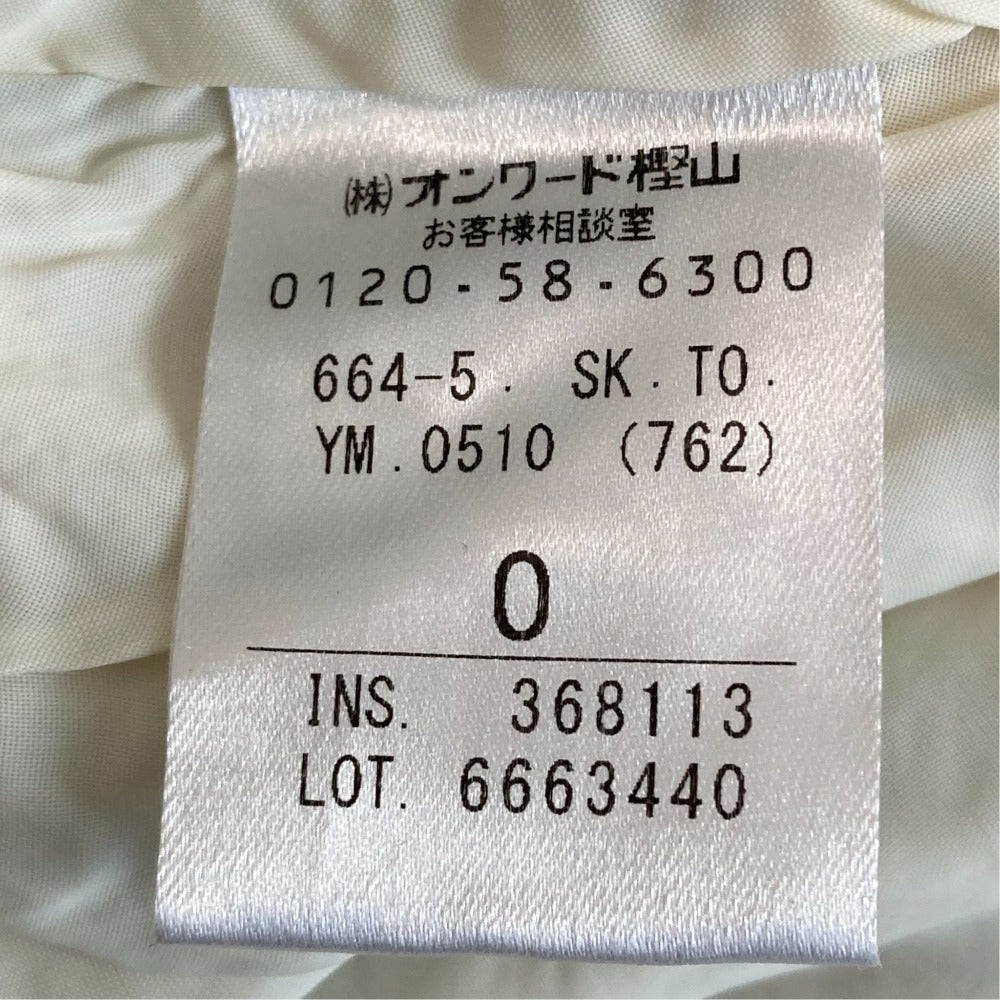 (株)オンワード樫山
お客様相談室
0120-58-6300
664-5. SK. TO.
YM.0510 (762)
0
INS. 368113
LOT. 6663440